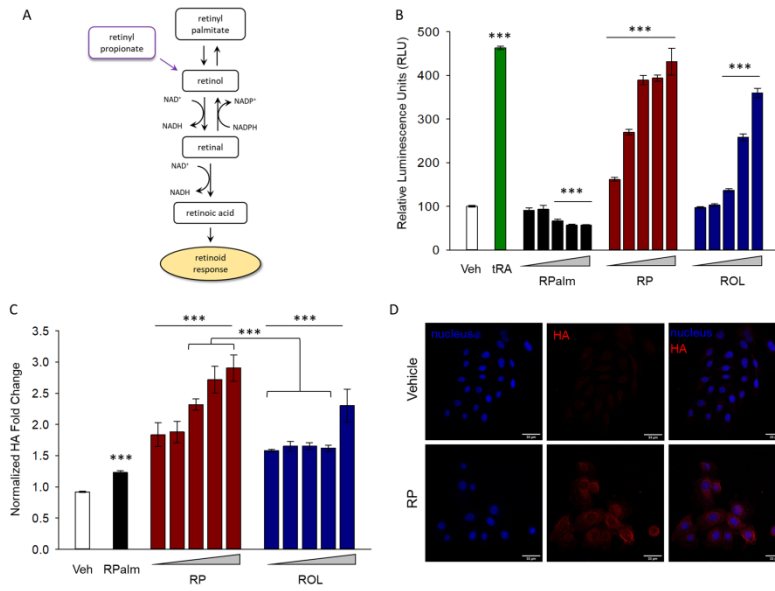 A
retinyl
palmitate
retinyl
propionate
retinol
NAD⁺
NADP⁺
NADH
NADPH
retinal
NAD⁺
NADH
retinoic acid
retinoid
response
B
Relative Luminescence Units (RLU)
500
400
300
200
100
0
***
***
***
***
Veh
tRA
RPalm
RP
ROL
C
Normalized HA Fold Change
3.5
3.0
2.5
2.0
1.5
1.0
0.5
0.0
***
***
***
***
Veh
RPalm
RP
ROL
D
Vehicle
RP
nucleus
HA
nucleus
HA